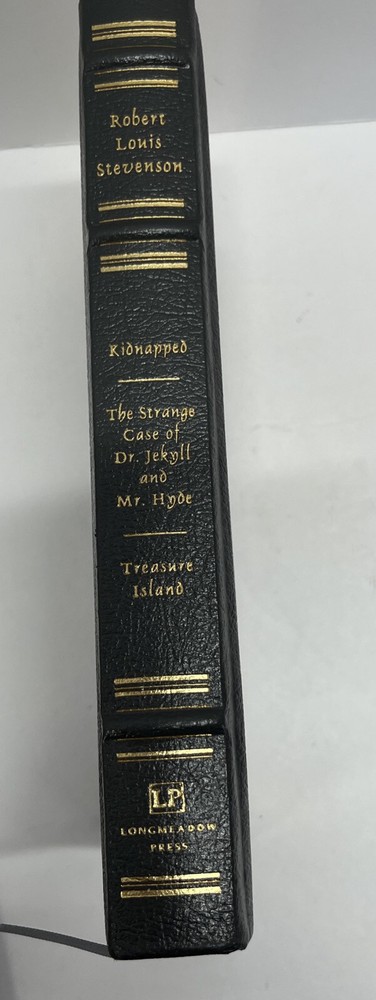 Robert
Louis
Stevenson
Kidnapped
The Strange
Case of
Dr. Jekyll
and
Mr. Hyde
Treasure
Island
LP
LONGMEADOW
PRESS